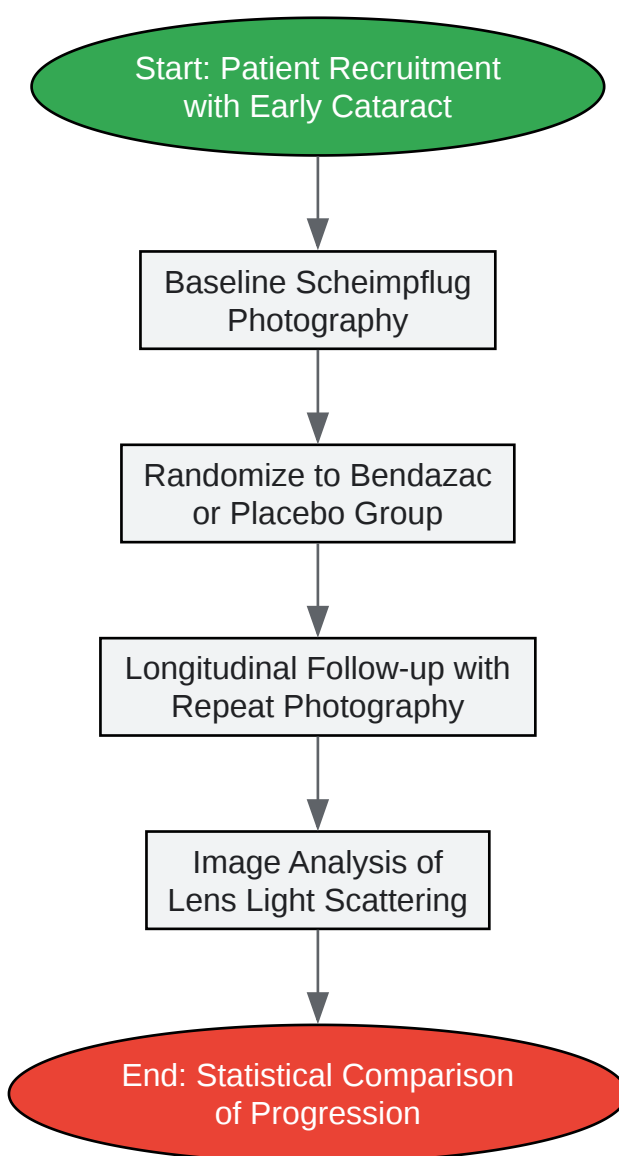 Start: Patient Recruitment
with Early Cataract
Baseline Scheimpflug
Photography
Randomize to Bendazac
or Placebo Group
Longitudinal Follow-up with
Repeat Photography
Image Analysis of
Lens Light Scattering
End: Statistical Comparison
of Progression